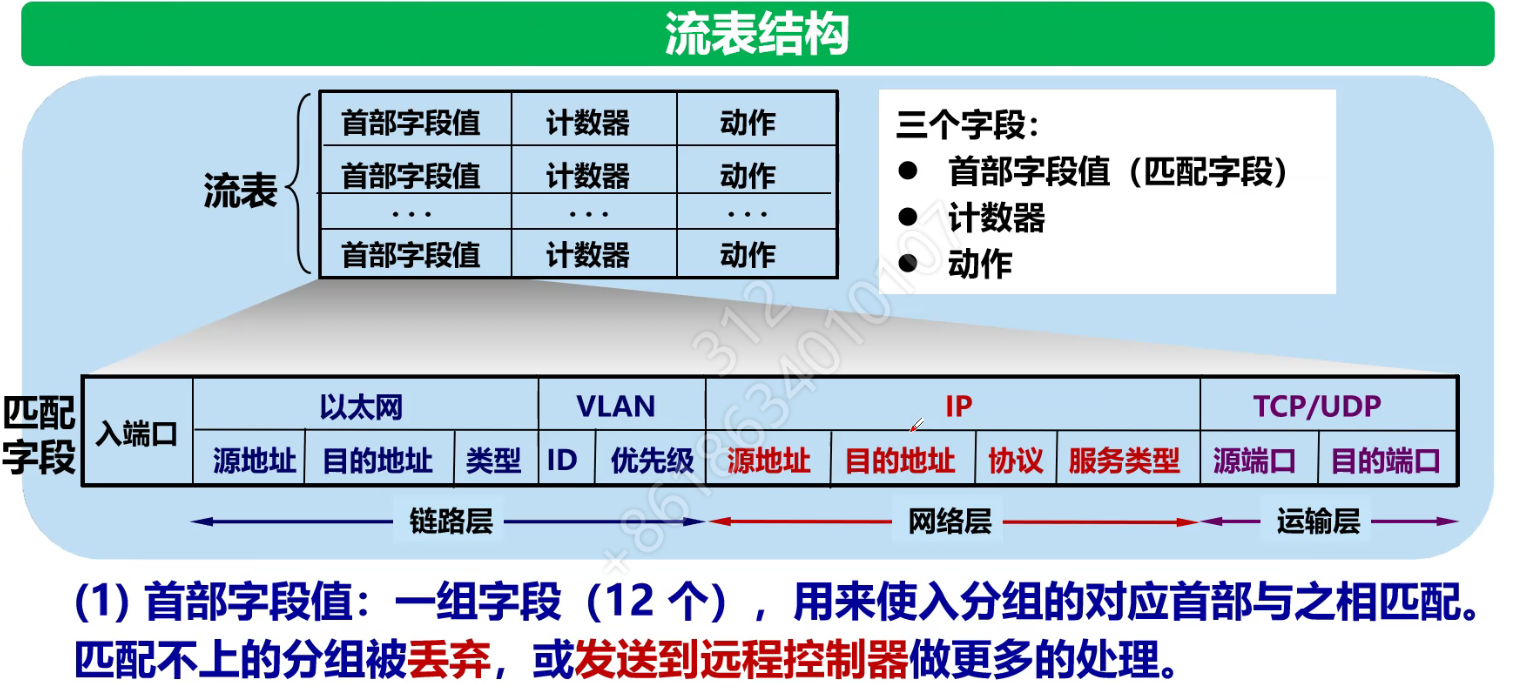 流表结构
流表
首部字段值 计数器 动作
首部字段值 计数器 动作
... ... ...
首部字段值 计数器 动作
三个字段：
● 首部字段值（匹配字段）
● 计数器
● 动作
匹配字段
入端口
以太网 VLAN IP TCP/UDP
源地址 目的地址 类型 ID 优先级 源地址 目的地址 协议 服务类型 源端口 目的端口
链路层 网络层 运输层
(1) 首部字段值：一组字段（12 个），用来使入分组的对应首部与之相匹配。
匹配不上的分组被丢弃，或发送到远程控制器做更多的处理。
312
+8618634010107